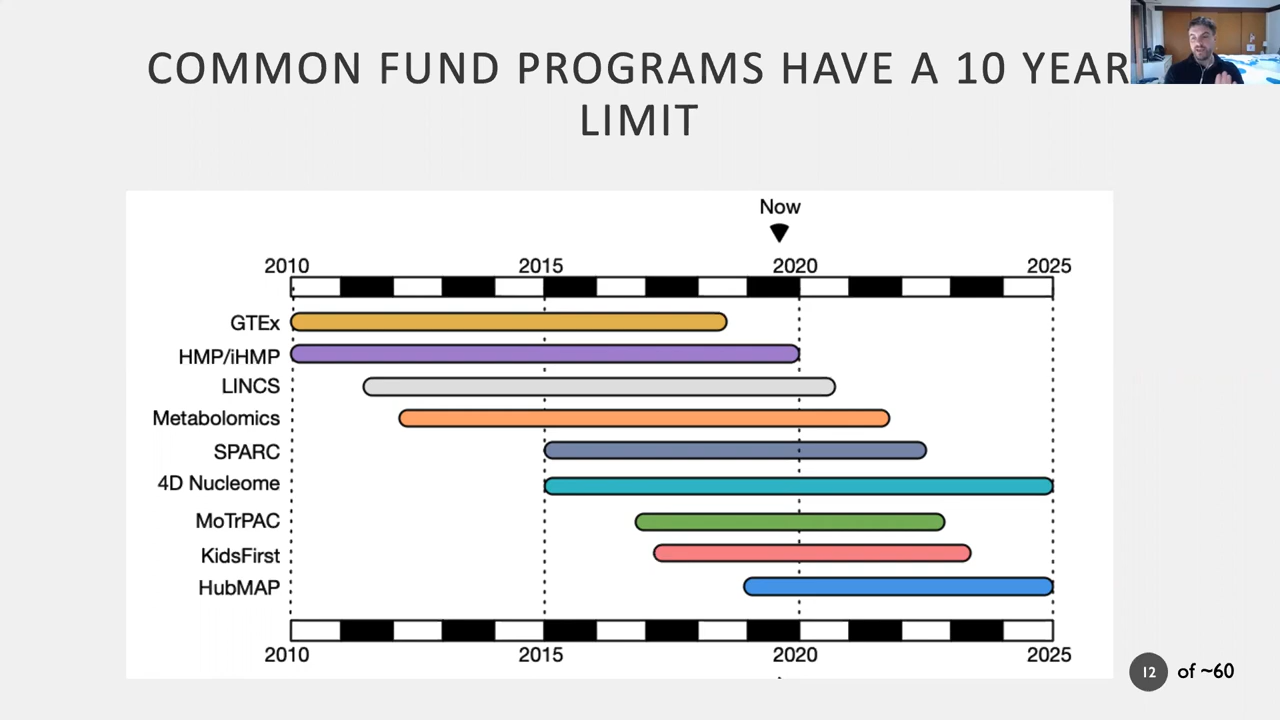 COMMON FUND PROGRAMS HAVE A 10 YEAR
LIMIT
Now
2010 2015 2020 2025
GTEx
HMP/iHMP
LINCS
Metabolomics
SPARC
4D Nucleome
MoTrPAC
KidsFirst
HubMAP
2010 2015 2020 2025
12 of ~60